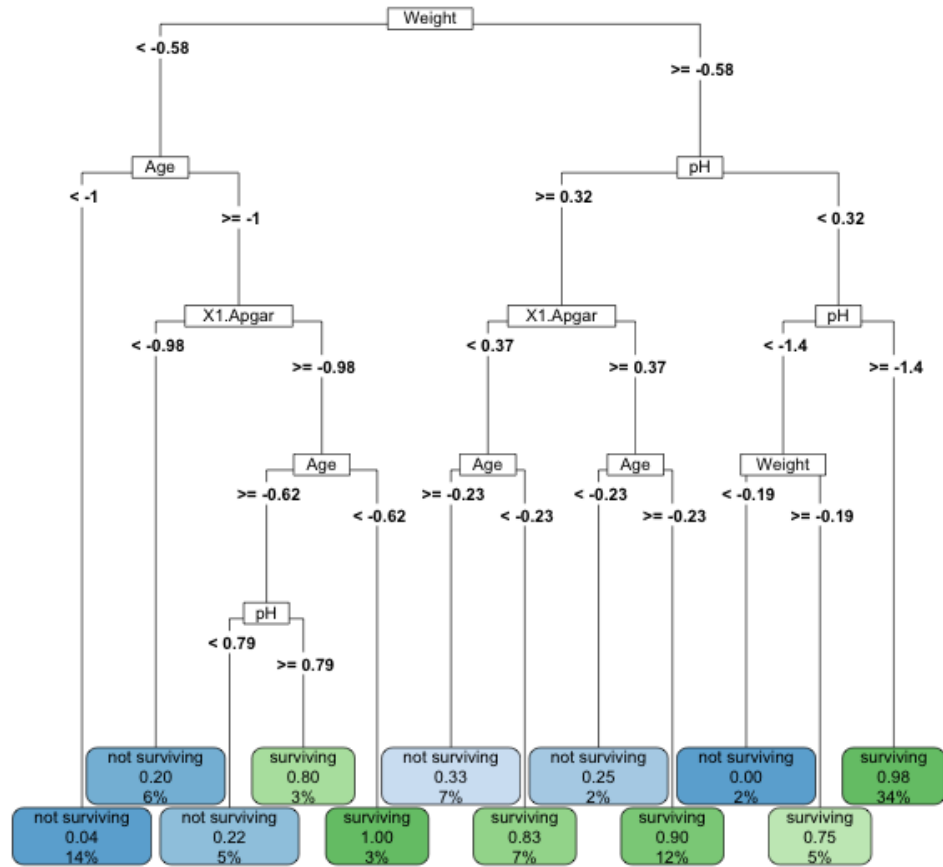 Weight
< -0.58
>= -0.58
Age
pH
< -1
>= -1
>= 0.32
< 0.32
X1.Apgar
X1.Apgar
pH
< -0.98
>= -0.98
< 0.37
>= 0.37
< -1.4
>= -1.4
Age
Age
Age
Weight
>= -0.62
< -0.62
>= -0.23
< -0.23
< -0.23
>= -0.23
< -0.19
>= -0.19
pH
< 0.79
>= 0.79
not surviving
0.20
6%
surviving
0.80
3%
not surviving
0.33
7%
not surviving
0.25
2%
not surviving
0.00
2%
surviving
0.98
34%
not surviving
0.04
14%
not surviving
0.22
5%
surviving
1.00
3%
surviving
0.83
7%
surviving
0.90
12%
surviving
0.75
5%